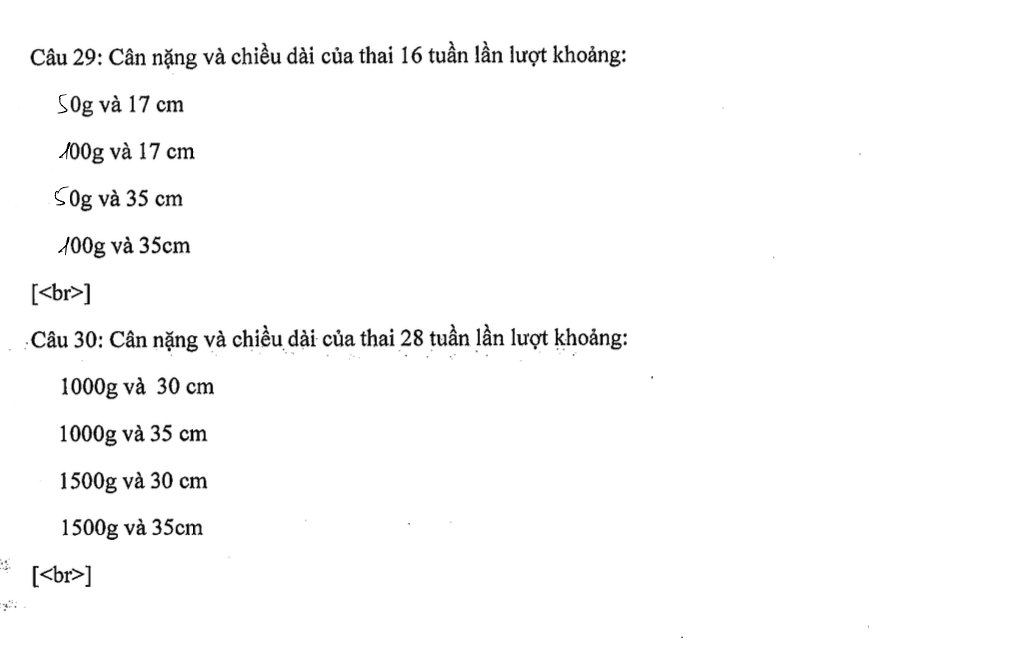 Câu 29: Cân nặng và chiều dài của thai 16 tuần lần lượt khoảng:
50g và 17 cm
100g và 17 cm
50g và 35 cm
100g và 35cm
[<br>]
Câu 30: Cân nặng và chiều dài của thai 28 tuần lần lượt khoảng:
1000g và 30 cm
1000g và 35 cm
1500g và 30 cm
1500g và 35cm
[<br>]